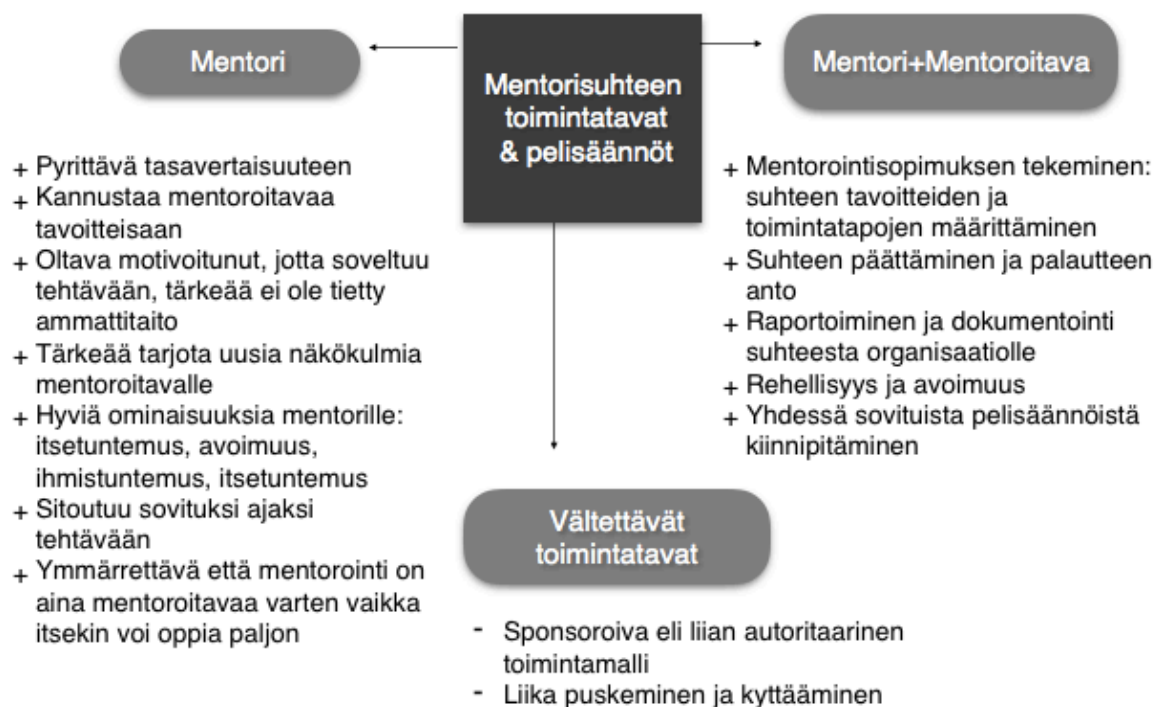 Mentorisuhteen
toimintatavat
& pelisäännöt
Mentori
+ Pyrittävä tasavertaisuuteen
+ Kannustaa mentoroitavaa
tavoitteisaan
+ Oltava motivoitunut, jotta soveltuu
tehtävään, tärkeää ei ole tietty
ammattitaito
+ Tärkeää tarjota uusia näkökulmia
mentoroitavalle
+ Hyviä ominaisuuksia mentorille:
itsetuntemus, avoimuus,
ihmistuntemus, itsetuntemus
+ Sitoutuu sovituksi ajaksi
tehtävään
+ Ymmärrettävä että mentorointi on
aina mentoroitavaa varten vaikka
itsekin voi oppia paljon
Mentori+Mentoroitava
+ Mentorointisopimuksen tekeminen:
suhteen tavoitteiden ja
toimintatapojen määrittäminen
+ Suhteen päättäminen ja palautteen
anto
+ Raportoiminen ja dokumentointi
suhteesta organisaatiolle
+ Rehellisyys ja avoimuus
+ Yhdessä sovituista pelisäännöistä
kiinnipitäminen
Vältettävät
toimintatavat
- Sponsoroiva eli liian autoritaarinen
toimintamalli
- Liika puskeminen ja kyttääminen